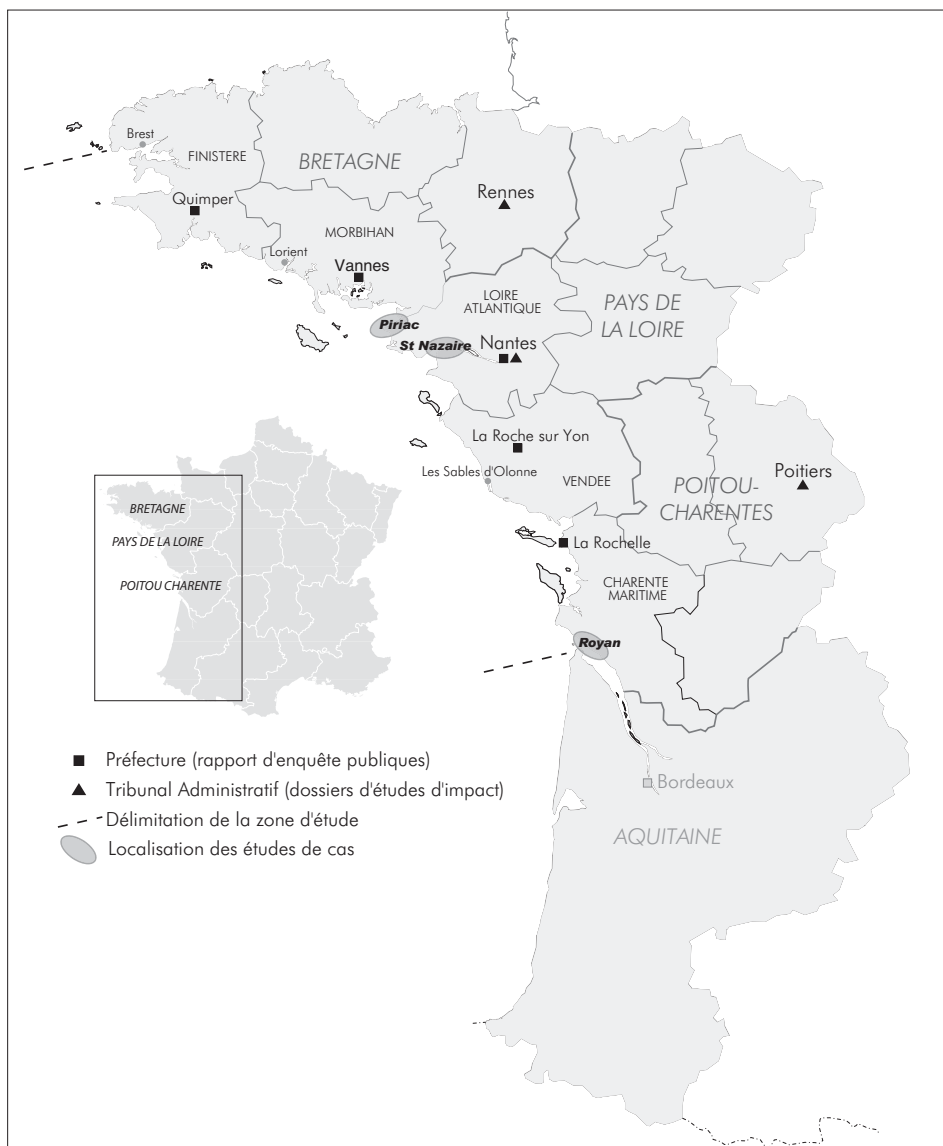 Brest
FINISTERE
BRETAGNE
Quimper
Rennes
MORBIHAN
Lorient
Vannes
LOIRE
ATLANTIQUE
PAYS DE
LA LOIRE
Piriac
St Nazaire
Nantes
La Roche sur Yon
Les Sables d'Olonne
VENDEE
POITOU-
CHARENTES
Poitiers
La Rochelle
CHARENTE
MARITIME
Royan
Bordeaux
AQUITAINE
BRETAGNE
PAYS DE LA LOIRE
POITOU CHARENTE
Préfecture (rapport d'enquête publiques)
Tribunal Administratif (dossiers d'études d'impact)
Délimitation de la zone d'étude
Localisation des études de cas